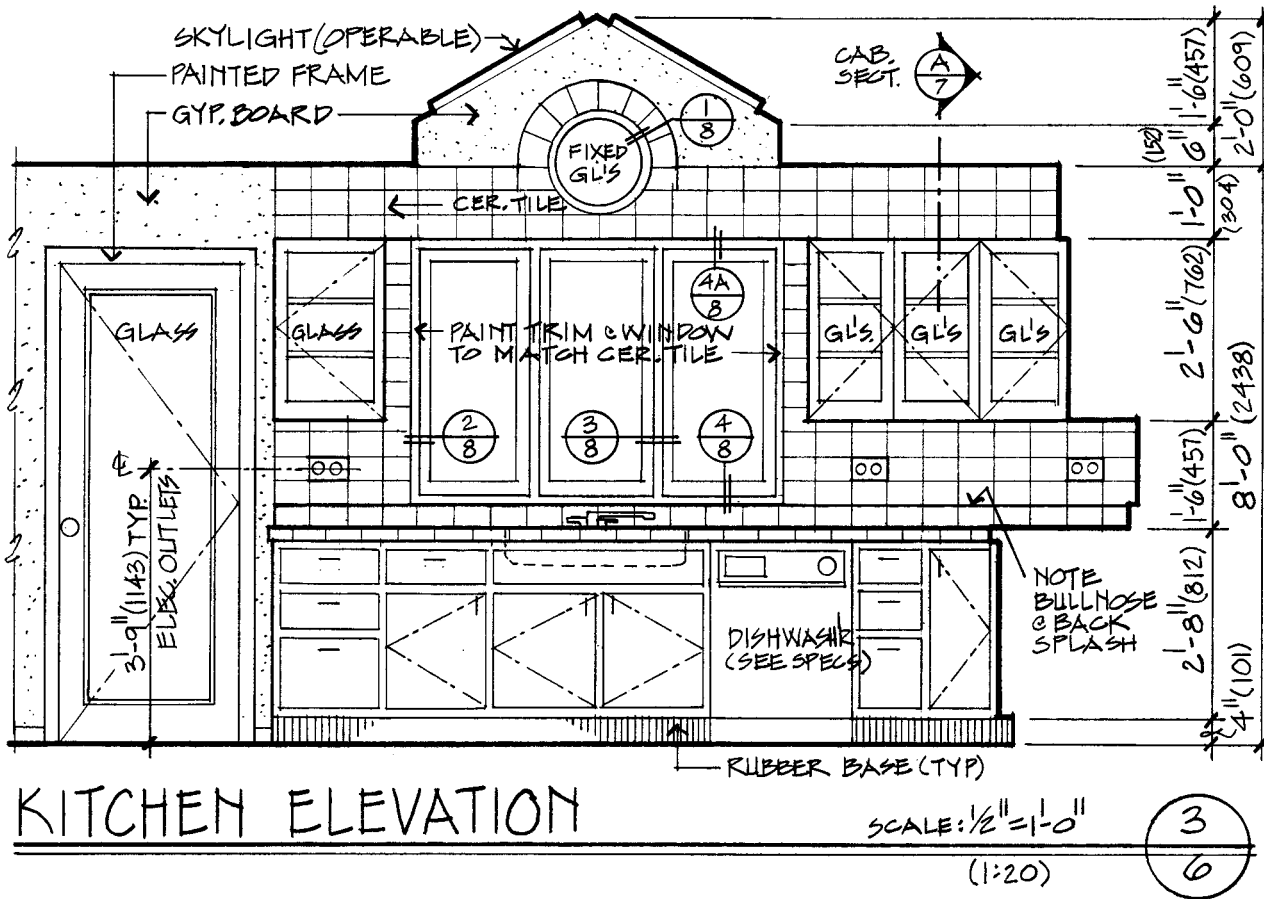 SKYLIGHT (OPERABLE)
PAINTED FRAME
GYP. BOARD
CAB.
SECT.
A
7
1
8
FIXED
GL'S
CER. TILE
GLASS
GLASS
PAINT TRIM @ WINDOW
TO MATCH CER. TILE
4A
8
GL'S.
GL'S
GL'S
2
8
3
8
4
8
℄
3'-9" (1143) TYP.
ELEC. OUTLETS
DISHWASH'R
(SEE SPECS)
NOTE
BULLNOSE
@ BACK
SPLASH
RUBBER BASE (TYP)
1'-6" (457)
2'-0" (609)
6"
(152)
1'-0"
(304)
2'-6" (762)
8'-0" (2438)
1'-6" (457)
2'-8" (812)
4" (101)
KITCHEN ELEVATION
SCALE: 1/2" = 1'-0"
(1:20)
3
6